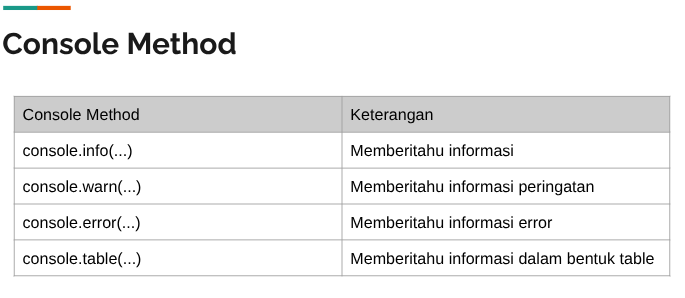 Console Method
Console Method Keterangan
console.info(...) Memberitahu informasi
console.warn(...) Memberitahu informasi peringatan
console.error(...) Memberitahu informasi error
console.table(...) Memberitahu informasi dalam bentuk table